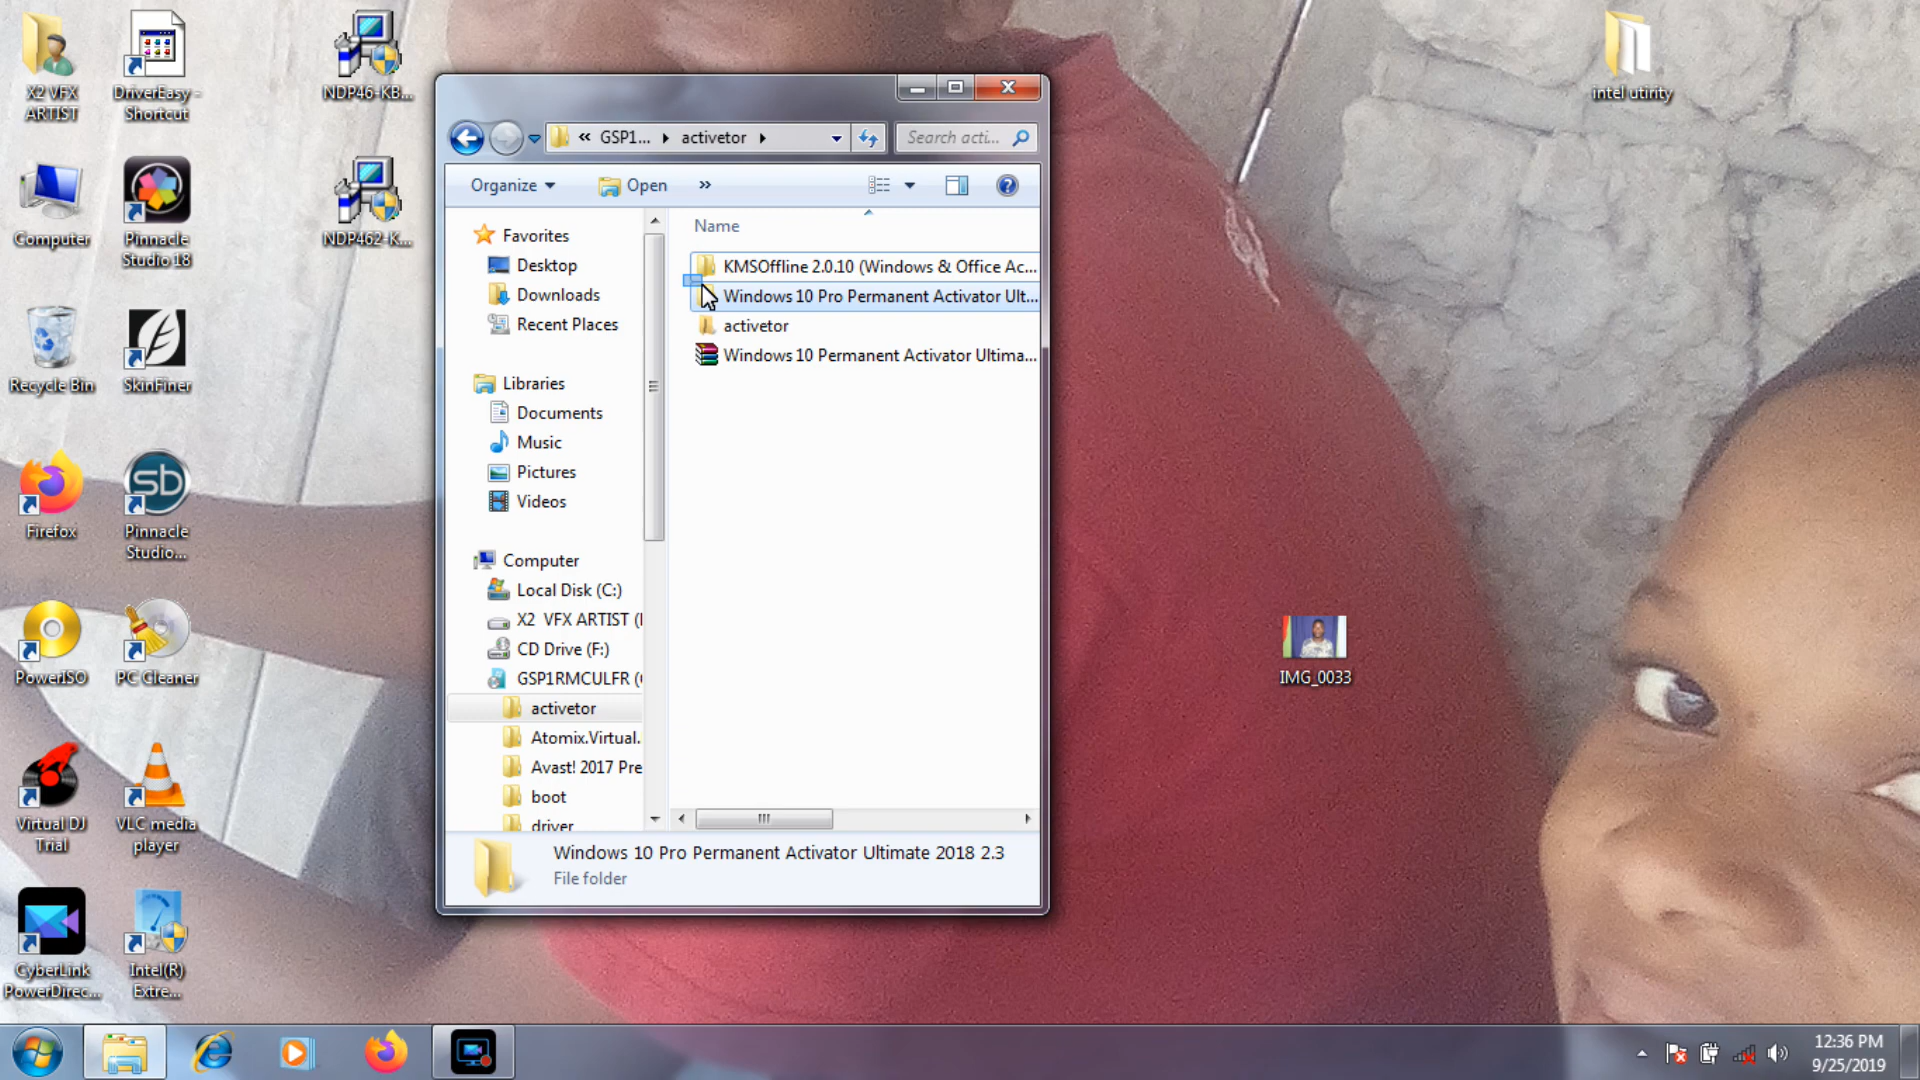 X2 VFX
ARTIST
DriverEasy -
Shortcut
NDP46-KB...
intel utirity
Computer
Pinnacle
Studio 18
NDP462-K...
Recycle Bin
SkinFiner
Firefox
Pinnacle
Studio...
PowerISO
PC Cleaner
Virtual DJ
Trial
VLC media
player
CyberLink
PowerDirec...
Intel(R)
Extre...
IMG_0033
« GSP1... activetor
Search acti...
Organize
Open
»
Favorites
Desktop
Downloads
Recent Places
Libraries
Documents
Music
Pictures
Videos
Computer
Local Disk (C:)
X2 VFX ARTIST (
CD Drive (F:)
GSP1RMCULFR (
activetor
Atomix.Virtual.
Avast! 2017 Pre
boot
driver
Name
KMSOffline 2.0.10 (Windows & Office Ac...
Windows 10 Pro Permanent Activator Ult...
activetor
Windows 10 Permanent Activator Ultima...
Windows 10 Pro Permanent Activator Ultimate 2018 2.3
File folder
sb
12:36 PM
9/25/2019